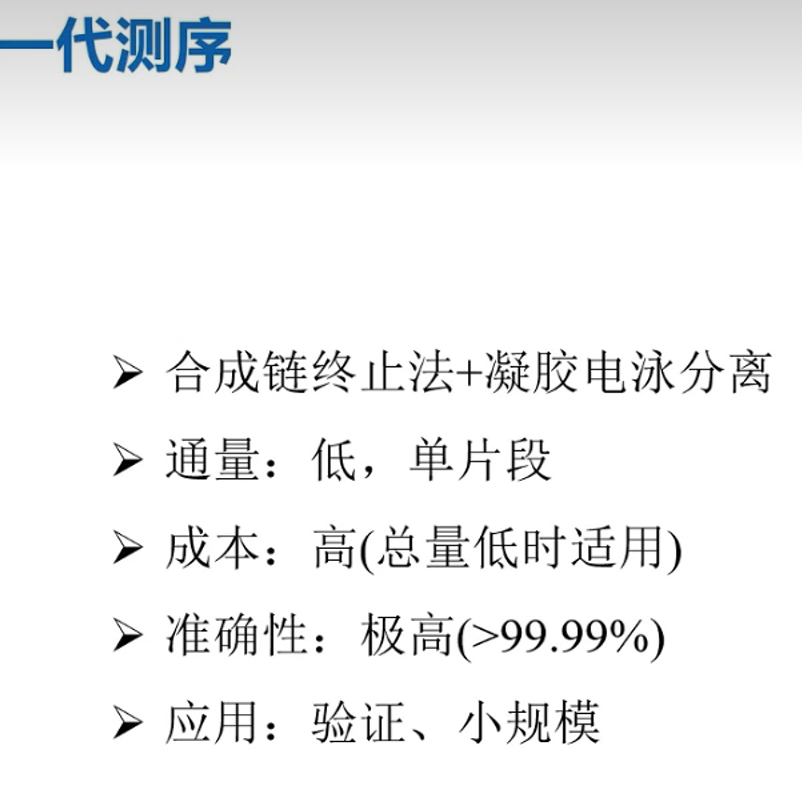 一代测序
➢ 合成链终止法+凝胶电泳分离
➢ 通量：低，单片段
➢ 成本：高(总量低时适用)
➢ 准确性：极高(>99.99%)
➢ 应用：验证、小规模